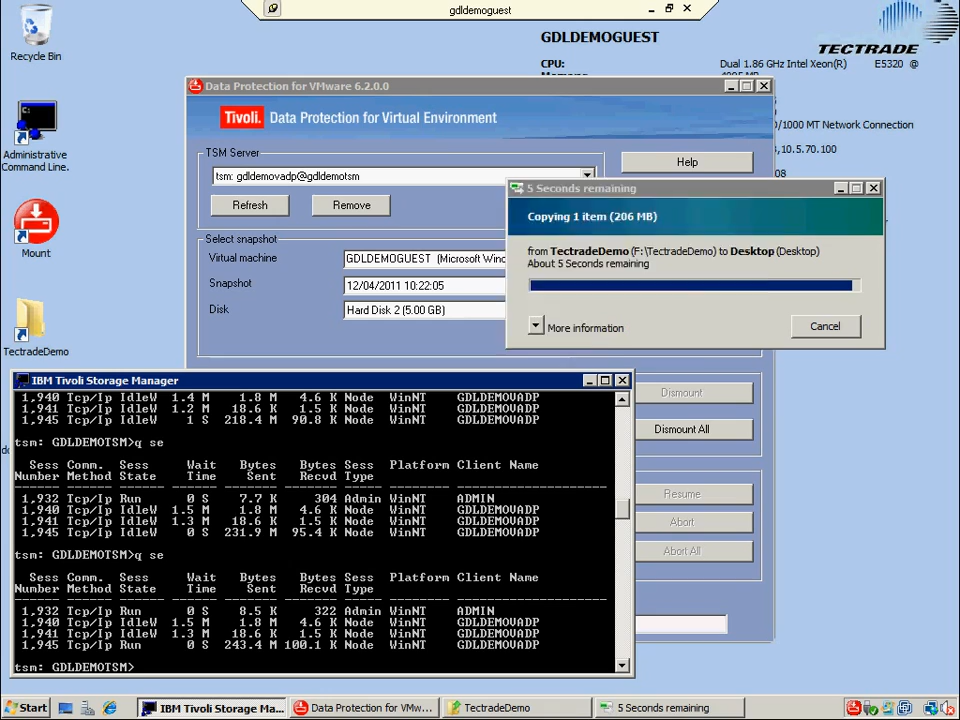 gdldemoguest
Recycle Bin
GDLDEMOGUEST
TECTRADE
CPU:
Dual 1.86 GHz Intel Xeon(R) E5320 @
/1000 MT Network Connection
,10.5.70.100
08
Administrative
Command Line.
Mount
TectradeDemo
Data Protection for VMware 6.2.0.0
Tivoli. Data Protection for Virtual Environment
TSM Server
tsm: gdldemovadp@gdldemotsm
Help
Refresh
Remove
Select snapshot
Virtual machine
GDLDEMOGUEST (Microsoft Winc
Snapshot
12/04/2011 10:22:05
Disk
Hard Disk 2 (5.00 GB)
Dismount
Dismount All
Resume
Abort
Abort All
5 Seconds remaining
Copying 1 item (206 MB)
from TectradeDemo (F:\TectradeDemo) to Desktop (Desktop)
About 5 Seconds remaining
More information
Cancel
IBM Tivoli Storage Manager
1,940 Tcp/Ip IdleW 1.4 M 1.8 M 4.6 K Node WinNT GDLDEMOVADP
1,941 Tcp/Ip IdleW 1.2 M 18.6 K 1.5 K Node WinNT GDLDEMOVADP
1,945 Tcp/Ip IdleW 1 S 218.4 M 90.8 K Node WinNT GDLDEMOVADP
tsm: GDLDEMOTSM>q se
Sess Comm. Sess Wait Bytes Bytes Sess Platform Client Name
Number Method State Time Sent Recvd Type
1,932 Tcp/Ip Run 0 S 7.7 K 304 Admin WinNT ADMIN
1,940 Tcp/Ip IdleW 1.5 M 1.8 M 4.6 K Node WinNT GDLDEMOVADP
1,941 Tcp/Ip IdleW 1.3 M 18.6 K 1.5 K Node WinNT GDLDEMOVADP
1,945 Tcp/Ip IdleW 0 S 231.9 M 95.4 K Node WinNT GDLDEMOVADP
tsm: GDLDEMOTSM>q se
Sess Comm. Sess Wait Bytes Bytes Sess Platform Client Name
Number Method State Time Sent Recvd Type
1,932 Tcp/Ip Run 0 S 8.5 K 322 Admin WinNT ADMIN
1,940 Tcp/Ip IdleW 1.5 M 1.8 M 4.6 K Node WinNT GDLDEMOVADP
1,941 Tcp/Ip IdleW 1.3 M 18.6 K 1.5 K Node WinNT GDLDEMOVADP
1,945 Tcp/Ip Run 0 S 243.4 M 100.1 K Node WinNT GDLDEMOVADP
tsm: GDLDEMOTSM>
Start
IBM Tivoli Storage Ma...
Data Protection for VMw...
TectradeDemo
5 Seconds remaining